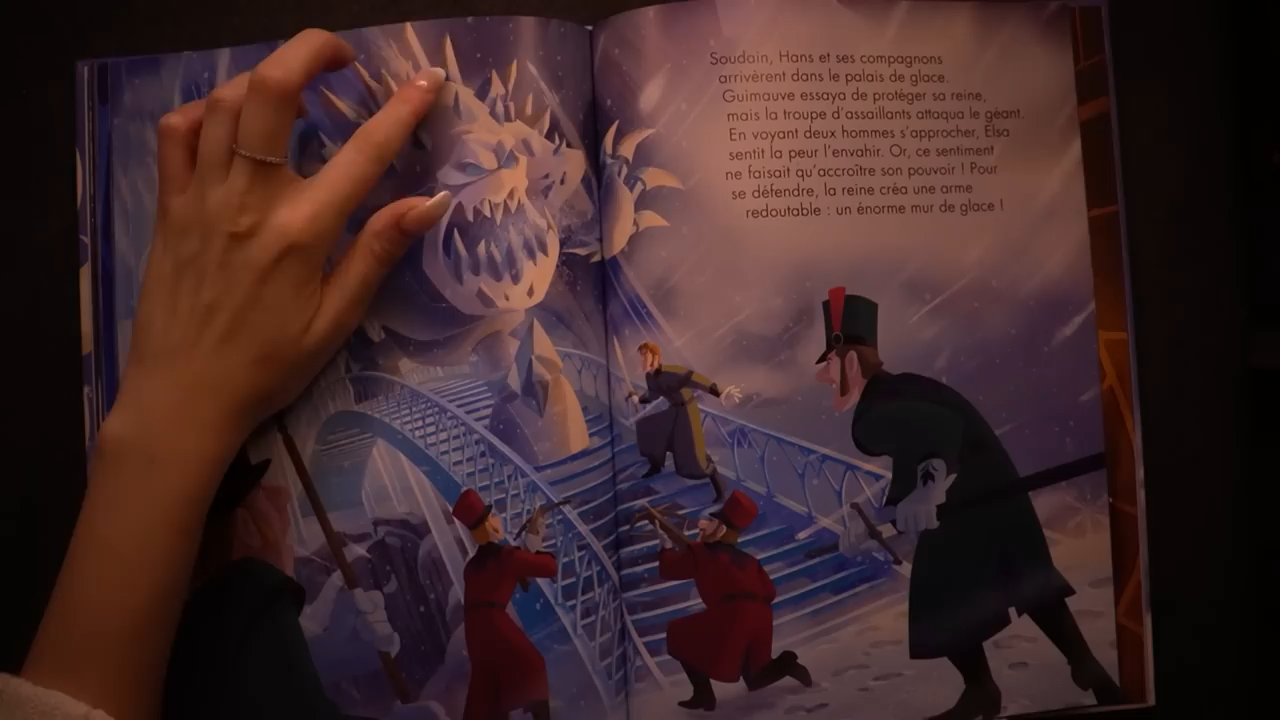 Soudain, Hans et ses compagnons
arrivèrent dans le palais de glace.
Guimauve essaya de protéger sa reine,
mais la troupe d'assaillants attaqua le géant.
En voyant deux hommes s'approcher, Elsa
sentit la peur l'envahir. Or, ce sentiment
ne faisait qu'accroître son pouvoir ! Pour
se défendre, la reine créa une arme
redoutable : un énorme mur de glace !